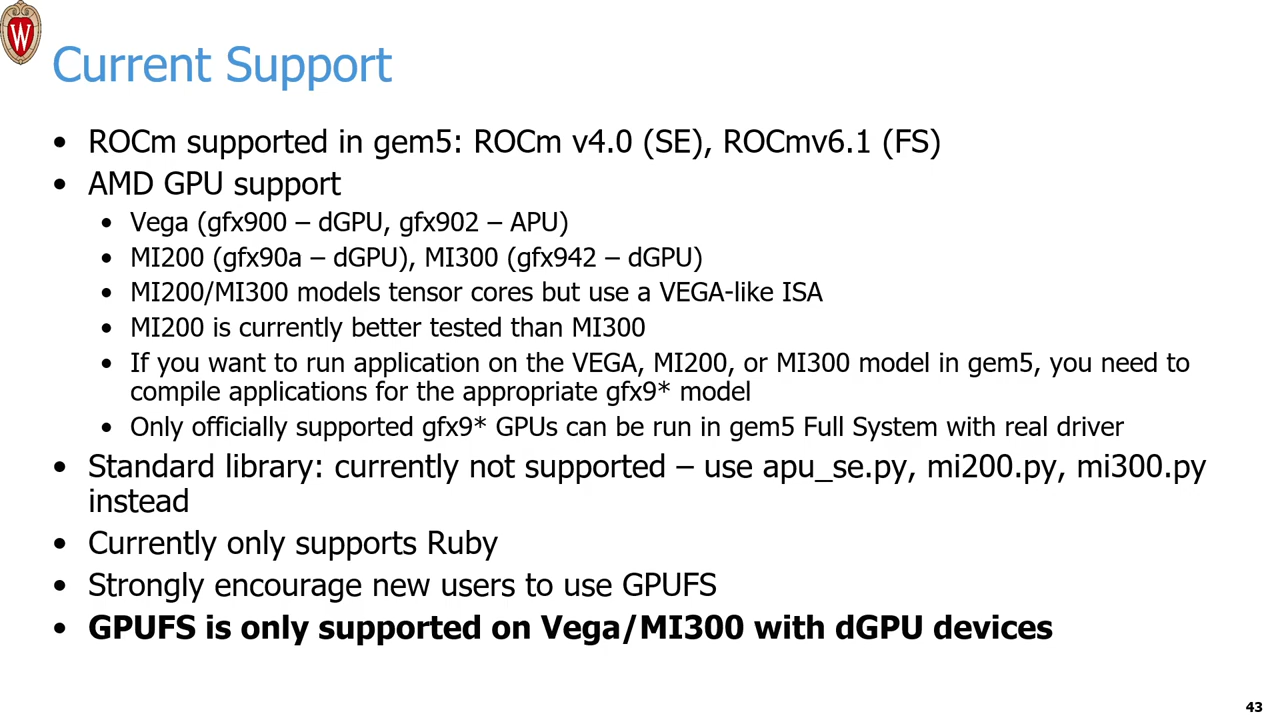 W
Current Support
• ROCm supported in gem5: ROCm v4.0 (SE), ROCmv6.1 (FS)
• AMD GPU support
• Vega (gfx900 – dGPU, gfx902 – APU)
• MI200 (gfx90a – dGPU), MI300 (gfx942 – dGPU)
• MI200/MI300 models tensor cores but use a VEGA-like ISA
• MI200 is currently better tested than MI300
• If you want to run application on the VEGA, MI200, or MI300 model in gem5, you need to
compile applications for the appropriate gfx9* model
• Only officially supported gfx9* GPUs can be run in gem5 Full System with real driver
• Standard library: currently not supported – use apu_se.py, mi200.py, mi300.py
instead
• Currently only supports Ruby
• Strongly encourage new users to use GPUFS
• GPUFS is only supported on Vega/MI300 with dGPU devices
43